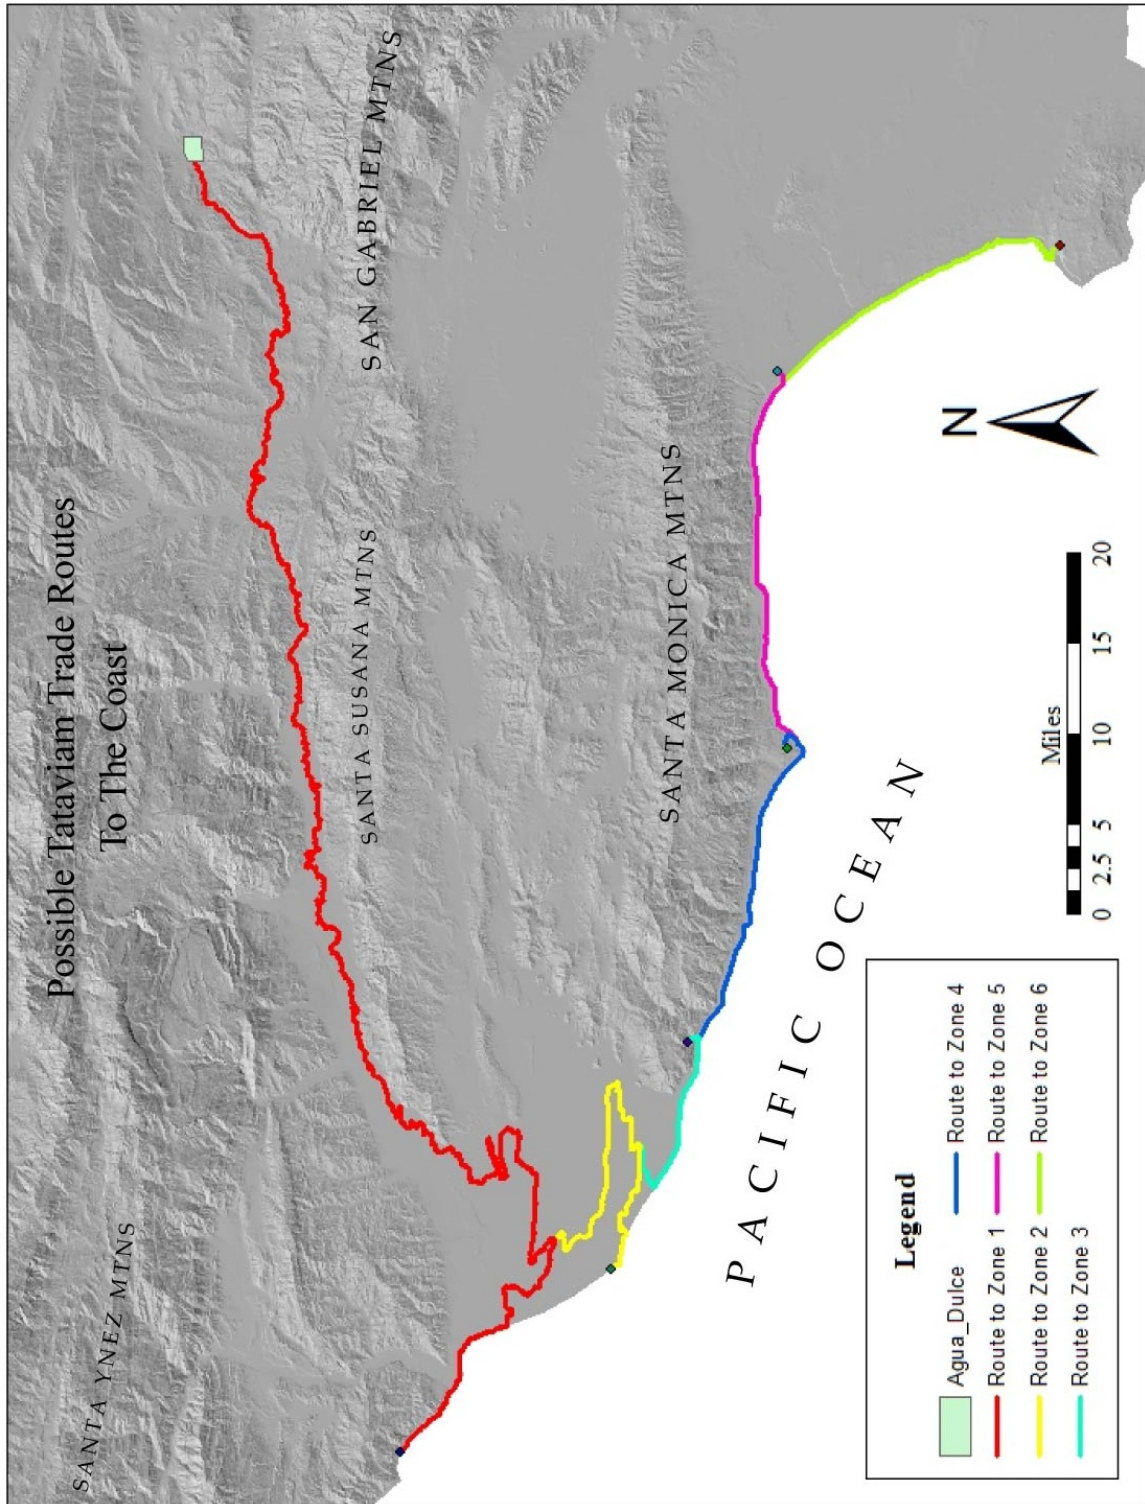 Possible Tataviam Trade Routes
To The Coast
SANTA YNEZ MTNS
SAN GABRIEL MTNS
SANTA SUSANA MTNS
SANTA MONICA MTNS
PACIFIC OCEAN
N
Legend
Agua_Dulce
Route to Zone 1
Route to Zone 2
Route to Zone 3
Route to Zone 4
Route to Zone 5
Route to Zone 6
Miles
0 2.5 5 10 15 20